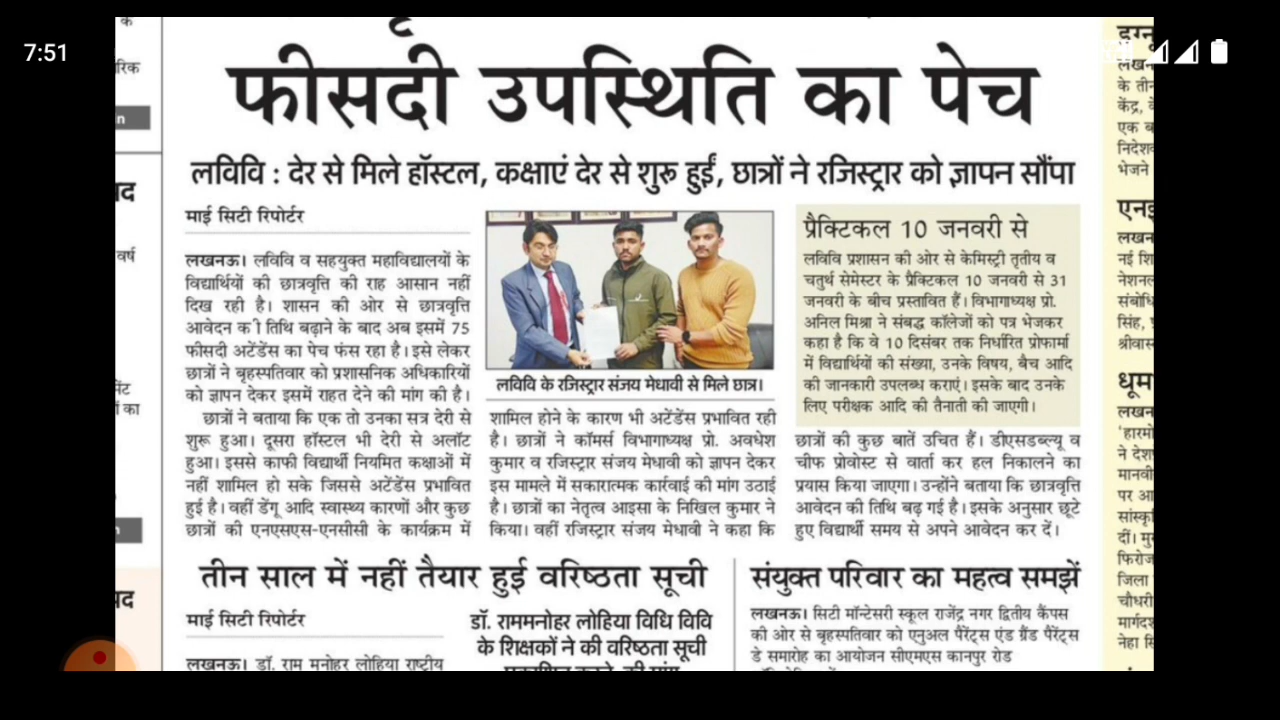 7:51
फीसदी उपस्थिति का पेच
लविवि : देर से मिले हॉस्टल, कक्षाएं देर से शुरू हुईं, छात्रों ने रजिस्ट्रार को ज्ञापन सौंपा
माई सिटी रिपोर्टर
लखनऊ। लविवि व सहयुक्त महाविद्यालयों के
विद्यार्थियों की छात्रवृत्ति की राह आसान नहीं
दिख रही है। शासन की ओर से छात्रवृत्ति
आवेदन की तिथि बढ़ाने के बाद अब इसमें 75
फीसदी अटेंडेंस का पेच फंस रहा है। इसे लेकर
छात्रों ने बृहस्पतिवार को प्रशासनिक अधिकारियों
को ज्ञापन देकर इसमें राहत देने की मांग की है।
छात्रों ने बताया कि एक तो उनका सत्र देरी से
शुरू हुआ। दूसरा हॉस्टल भी देरी से अलॉट
हुआ। इससे काफी विद्यार्थी नियमित कक्षाओं में
नहीं शामिल हो सके जिससे अटेंडेंस प्रभावित
हुई है। वहीं डेंगू आदि स्वास्थ्य कारणों और कुछ
छात्रों की एनएसएस-एनसीसी के कार्यक्रम में
लविवि के रजिस्ट्रार संजय मेधावी से मिले छात्र।
शामिल होने के कारण भी अटेंडेंस प्रभावित रही
है। छात्रों ने कॉमर्स विभागाध्यक्ष प्रो. अवधेश
कुमार व रजिस्ट्रार संजय मेधावी को ज्ञापन देकर
इस मामले में सकारात्मक कार्रवाई की मांग उठाई
है। छात्रों का नेतृत्व आइसा के निखिल कुमार ने
किया। वहीं रजिस्ट्रार संजय मेधावी ने कहा कि
प्रैक्टिकल 10 जनवरी से
लविवि प्रशासन की ओर से केमिस्ट्री तृतीय व
चतुर्थ सेमेस्टर के प्रैक्टिकल 10 जनवरी से 31
जनवरी के बीच प्रस्तावित हैं। विभागाध्यक्ष प्रो.
अनिल मिश्रा ने संबद्ध कॉलेजों को पत्र भेजकर
कहा है कि वे 10 दिसंबर तक निर्धारित प्रोफार्मा
में विद्यार्थियों की संख्या, उनके विषय, बैच आदि
की जानकारी उपलब्ध कराएं। इसके बाद उनके
लिए परीक्षक आदि की तैनाती की जाएगी।
छात्रों की कुछ बातें उचित हैं। डीएसडब्ल्यू व
चीफ प्रोवोस्ट से वार्ता कर हल निकालने का
प्रयास किया जाएगा। उन्होंने बताया कि छात्रवृत्ति
आवेदन की तिथि बढ़ गई है। इसके अनुसार छूटे
हुए विद्यार्थी समय से अपने आवेदन कर दें।
तीन साल में नहीं तैयार हुई वरिष्ठता सूची
माई सिटी रिपोर्टर
लखनऊ। डॉ. राम मनोहर लोहिया राष्ट्रीय
डॉ. राममनोहर लोहिया विधि विवि
के शिक्षकों ने की वरिष्ठता सूची
संयुक्त परिवार का महत्व समझें
लखनऊ। सिटी मॉन्टेसरी स्कूल राजेंद्र नगर द्वितीय कैंपस
की ओर से बृहस्पतिवार को एनुअल पैरेंट्स एंड ग्रैंड पैरेंट्स
डे समारोह का आयोजन सीएमएस कानपुर रोड